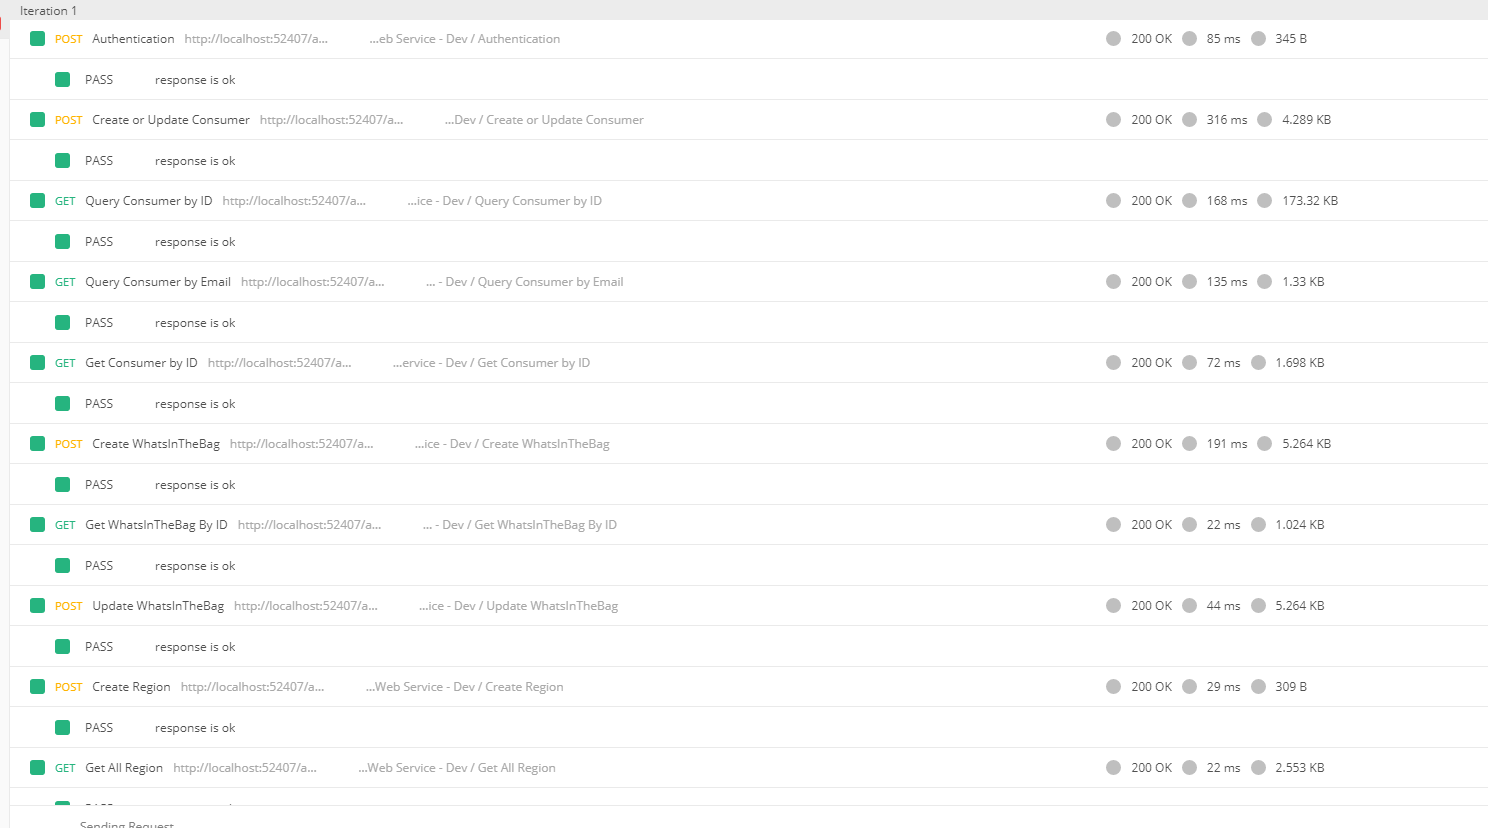 Iteration 1
POST Authentication http://localhost:52407/a... ...eb Service - Dev / Authentication 200 OK 85 ms 345 B
PASS response is ok
POST Create or Update Consumer http://localhost:52407/a... ...Dev / Create or Update Consumer 200 OK 316 ms 4.289 KB
PASS response is ok
GET Query Consumer by ID http://localhost:52407/a... ...ice - Dev / Query Consumer by ID 200 OK 168 ms 173.32 KB
PASS response is ok
GET Query Consumer by Email http://localhost:52407/a... ... - Dev / Query Consumer by Email 200 OK 135 ms 1.33 KB
PASS response is ok
GET Get Consumer by ID http://localhost:52407/a... ...ervice - Dev / Get Consumer by ID 200 OK 72 ms 1.698 KB
PASS response is ok
POST Create WhatsInTheBag http://localhost:52407/a... ...ice - Dev / Create WhatsInTheBag 200 OK 191 ms 5.264 KB
PASS response is ok
GET Get WhatsInTheBag By ID http://localhost:52407/a... ... - Dev / Get WhatsInTheBag By ID 200 OK 22 ms 1.024 KB
PASS response is ok
POST Update WhatsInTheBag http://localhost:52407/a... ...ice - Dev / Update WhatsInTheBag 200 OK 44 ms 5.264 KB
PASS response is ok
POST Create Region http://localhost:52407/a... ...Web Service - Dev / Create Region 200 OK 29 ms 309 B
PASS response is ok
GET Get All Region http://localhost:52407/a... ...Web Service - Dev / Get All Region 200 OK 22 ms 2.553 KB
Sending Request